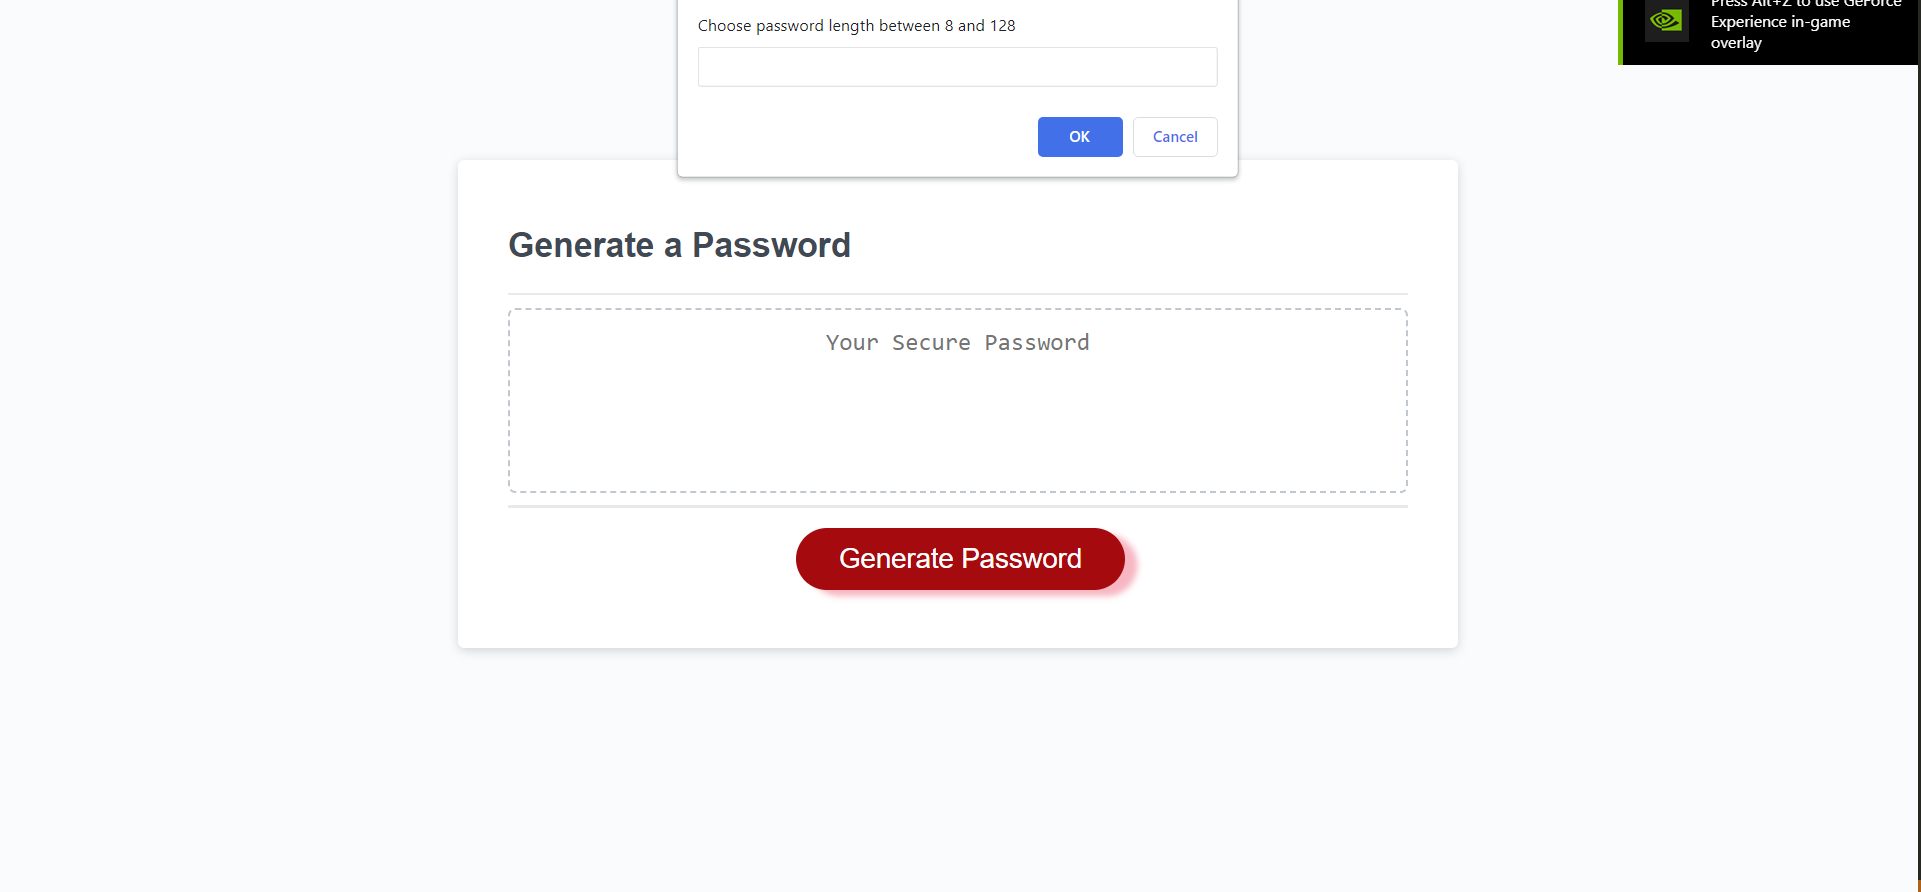 Choose password length between 8 and 128
OK
Cancel
Press Alt+Z to use GeForce
Experience in-game
overlay
Generate a Password
Your Secure Password
Generate Password